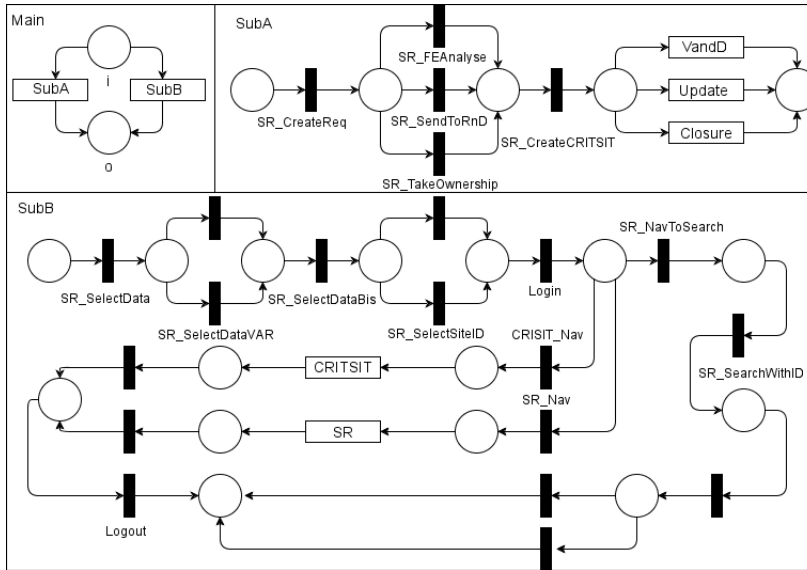 Main
SubA
SubB
i
o
SubA
SR_CreateReq
SR_FEAnalyse
SR_SendToRnD
SR_TakeOwnership
SR_CreateCRITSIT
VandD
Update
Closure
SubB
SR_SelectData
SR_SelectDataVAR
SR_SelectDataBis
SR_SelectSiteID
Login
SR_NavToSearch
SR_SearchWithID
CRISIT_Nav
CRITSIT
SR_Nav
SR
Logout